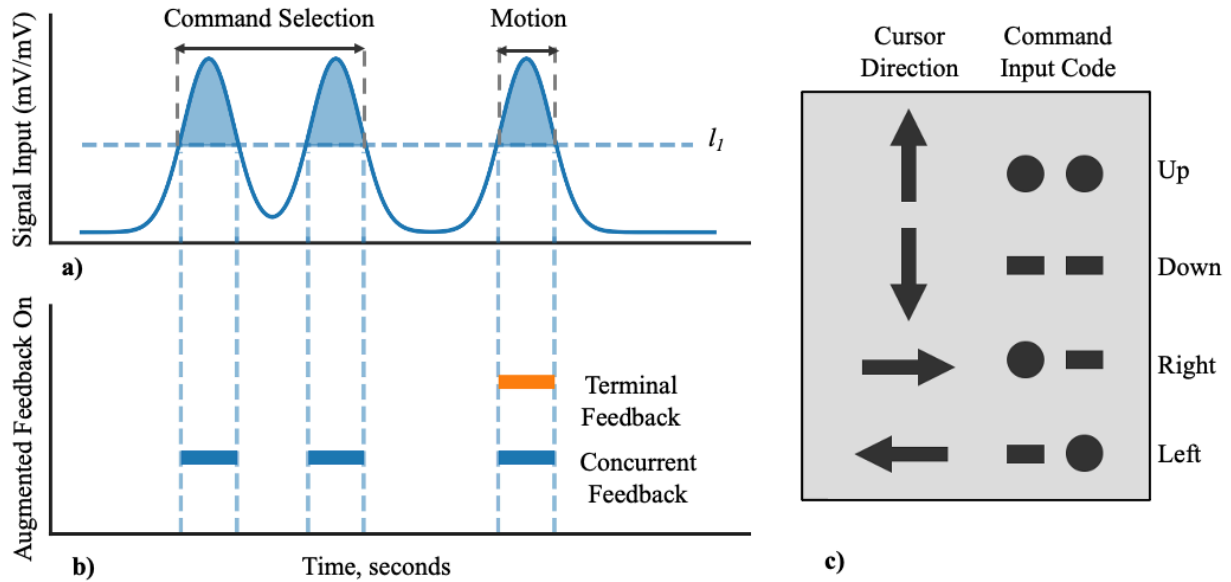 Command Selection
Motion
Signal Input (mV/mV)
l1
a)
Augmented Feedback On
Terminal
Feedback
Concurrent
Feedback
b)
Time, seconds
Cursor
Direction
Command
Input Code
Up
Down
Right
Left
c)